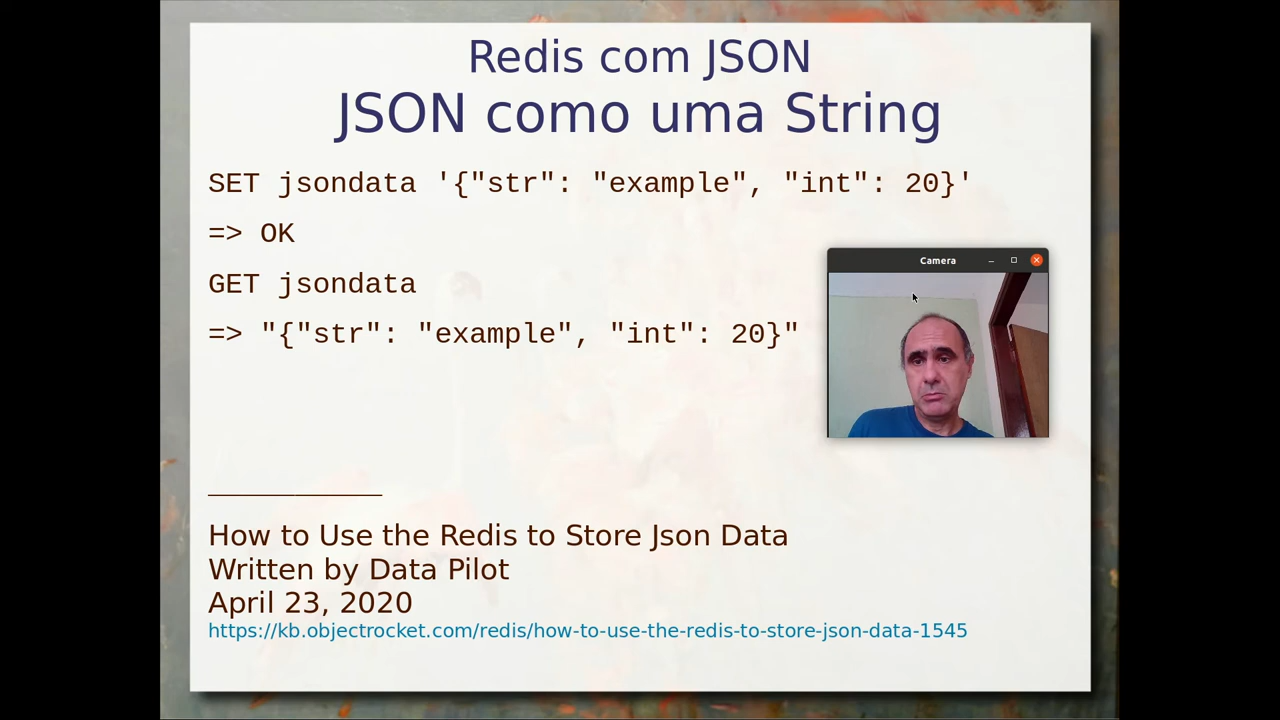 Redis com JSON
JSON como uma String
SET jsondata '{"str": "example", "int": 20}'
=> OK
GET jsondata
=> "{"str": "example", "int": 20}"
Camera
___________
How to Use the Redis to Store Json Data
Written by Data Pilot
April 23, 2020
https://kb.objectrocket.com/redis/how-to-use-the-redis-to-store-json-data-1545